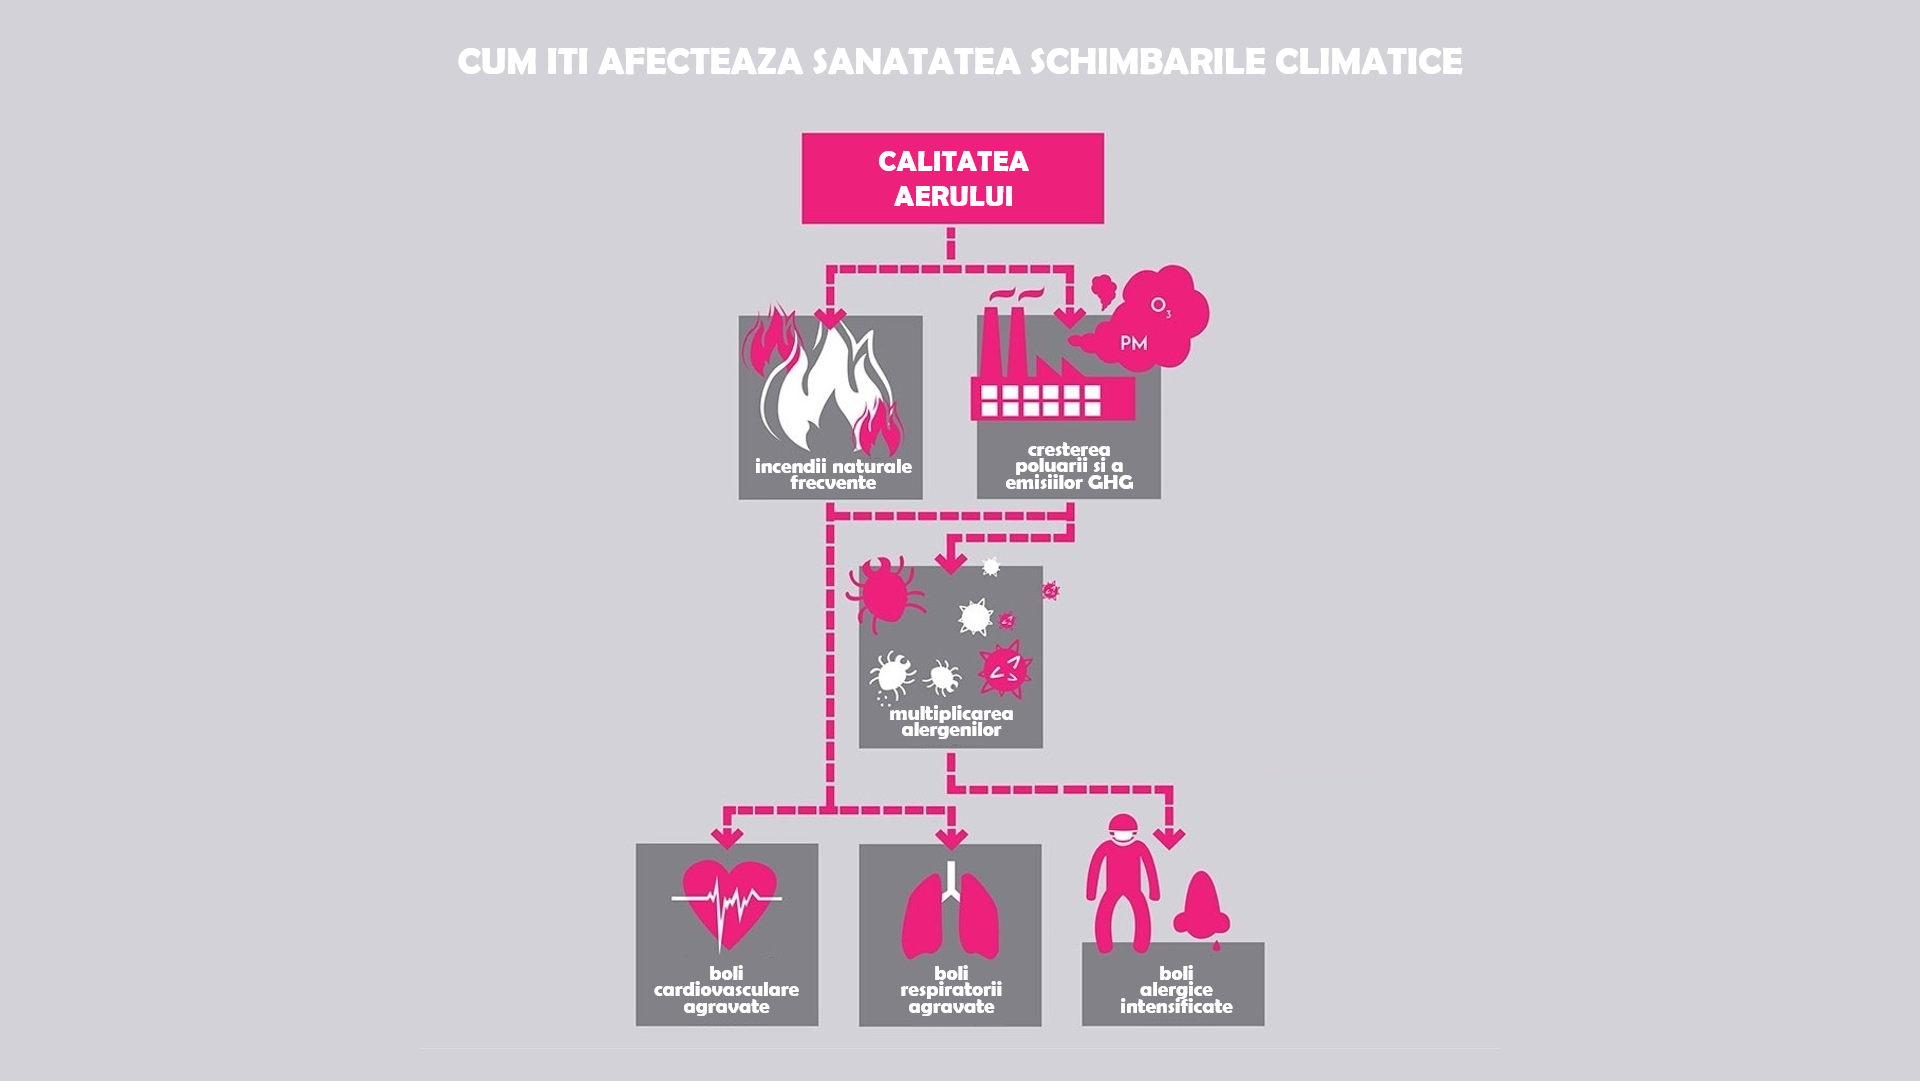 CUM ITI AFECTEAZA SANATATEA SCHIMBARILE CLIMATICE
CALITATEA
AERULUI
O3
PM
incendii naturale
frecvente
cresterea
poluarii si a
emisiilor GHG
multiplicarea
alergenilor
boli
cardiovasculare
agravate
boli
respiratorii
agravate
boli
alergice
intensificate